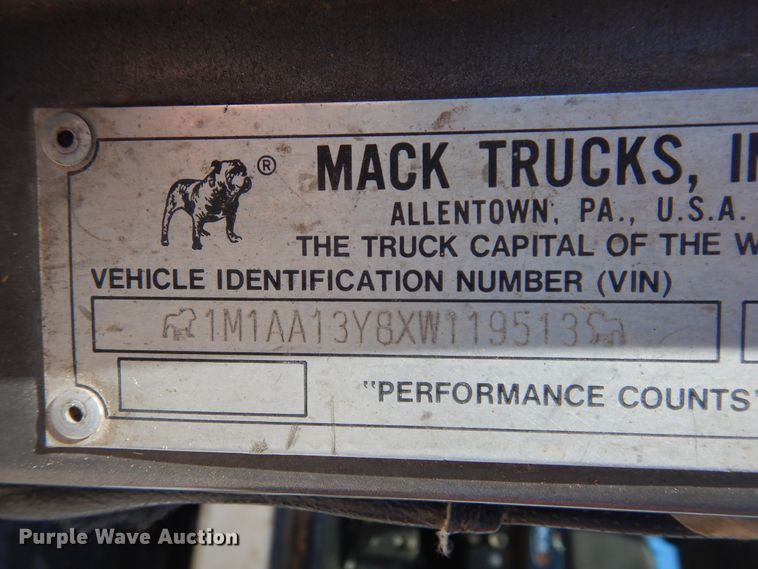 ®
MACK TRUCKS, IN
ALLENTOWN, PA., U.S.A.
THE TRUCK CAPITAL OF THE W
VEHICLE IDENTIFICATION NUMBER (VIN)
1M1AA13Y8XW119513
"PERFORMANCE COUNTS"
Purple Wave Auction®